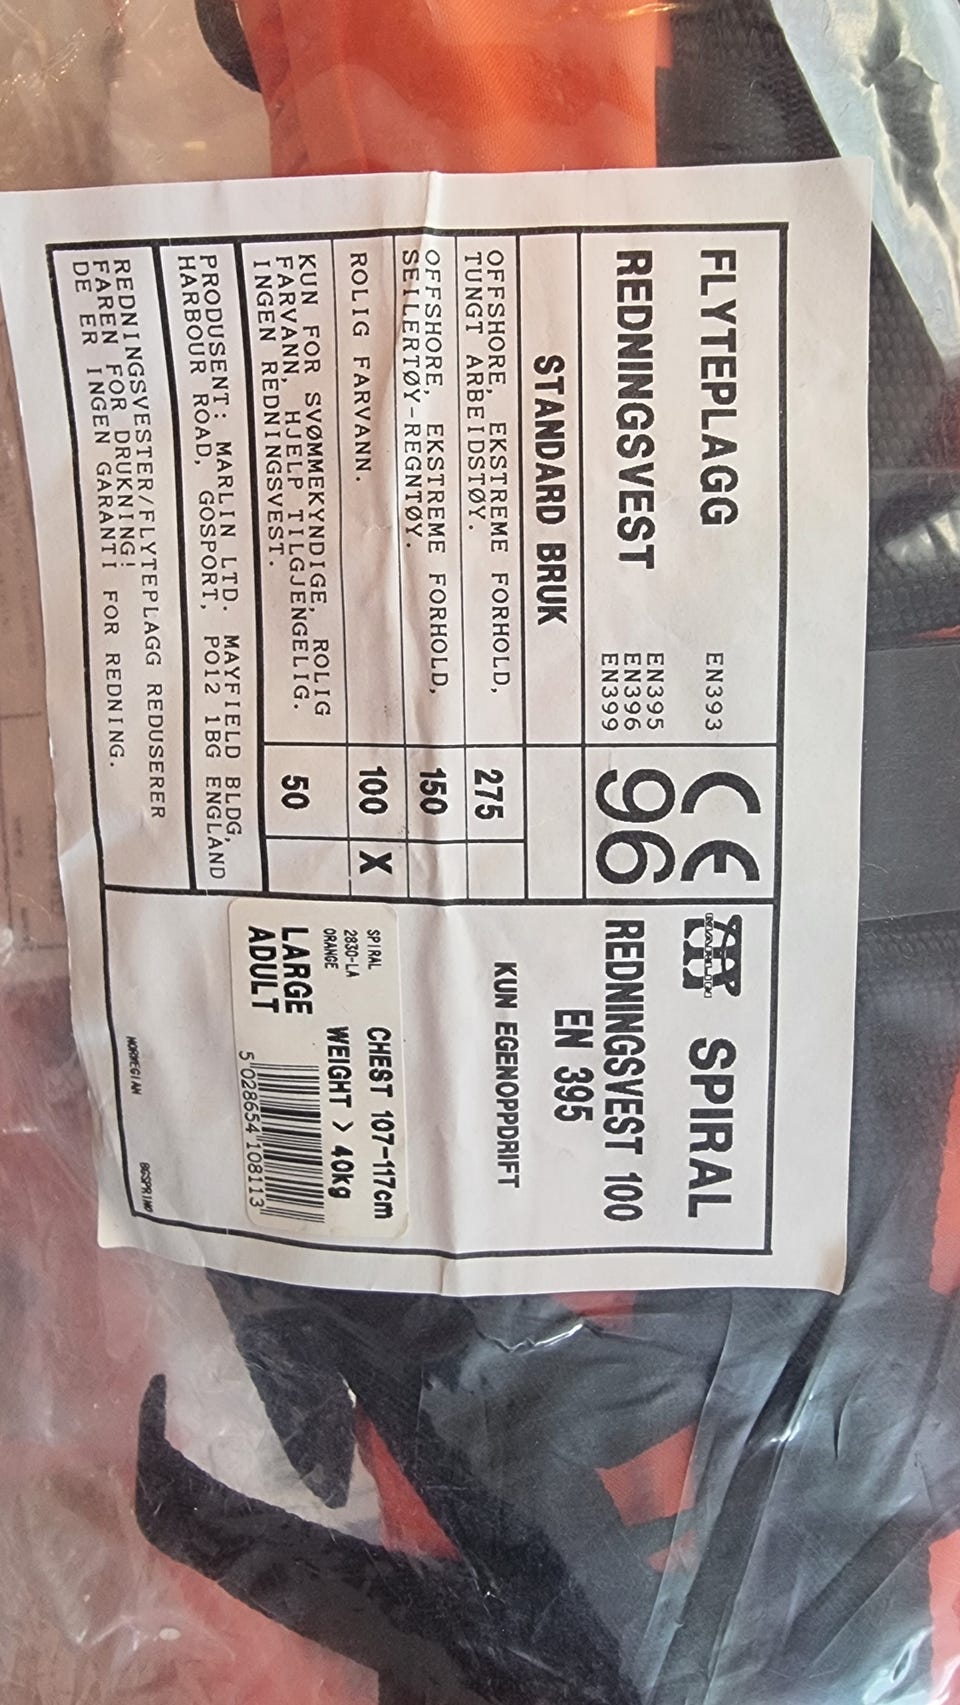 FLYTEPLAGG EN393
REDNINGSVEST EN395
EN396
EN399
CE
96
STANDARD BRUK
OFFSHORE, EKSTREME FORHOLD,
TUNGT ARBEIDSTØY.
275
OFFSHORE, EKSTREME FORHOLD,
SEILERTØY-REGNTØY.
150
ROLIG FARVANN.
100 X
KUN FOR SVØMMEKYNDIGE, ROLIG
FARVANN, HJELP TILGJENGELIG.
INGEN REDNINGSVEST.
50
PRODUSENT: MARLIN LTD. MAYFIELD BLDG,
HARBOUR ROAD, GOSPORT, PO12 1BG ENGLAND
REDNINGSVESTER/FLYTEPLAGG REDUSERER
FAREN FOR DRUKNING!
DE ER INGEN GARANTI FOR REDNING.
MARLIN SPIRAL
REDNINGSVEST 100
EN 395
KUN EGENOPPDRIFT
SPIRAL
2830-LA
ORANGE
CHEST 107-117cm
WEIGHT > 40kg
LARGE
ADULT
5 028654 108113
NORWEGIAN